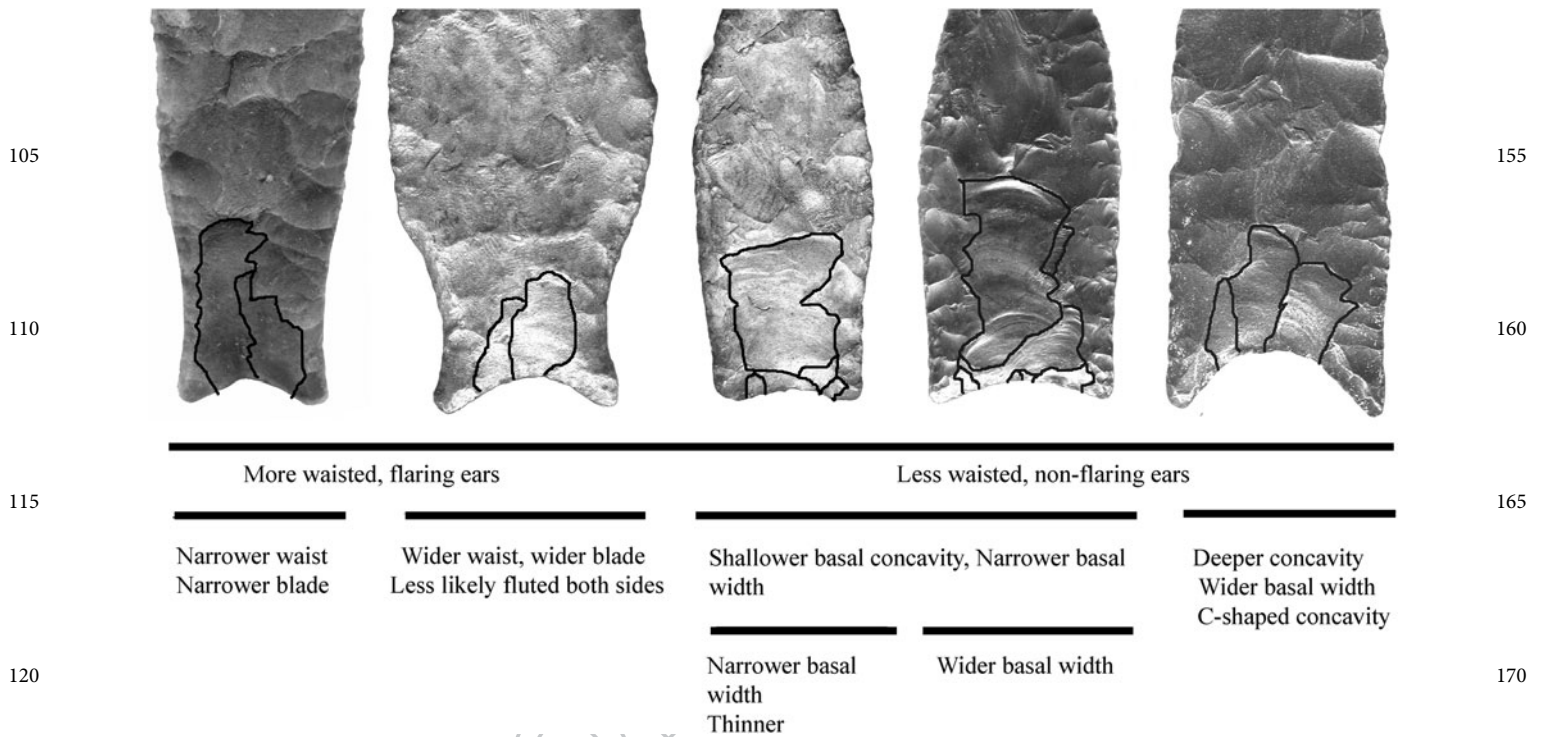 105
155
110
160
More waisted, flaring ears
Less waisted, non-flaring ears
115
165
Narrower waist
Narrower blade
Wider waist, wider blade
Less likely fluted both sides
Shallower basal concavity, Narrower basal
width
Deeper concavity
Wider basal width
C-shaped concavity
120
170
Narrower basal
width
Thinner
Wider basal width